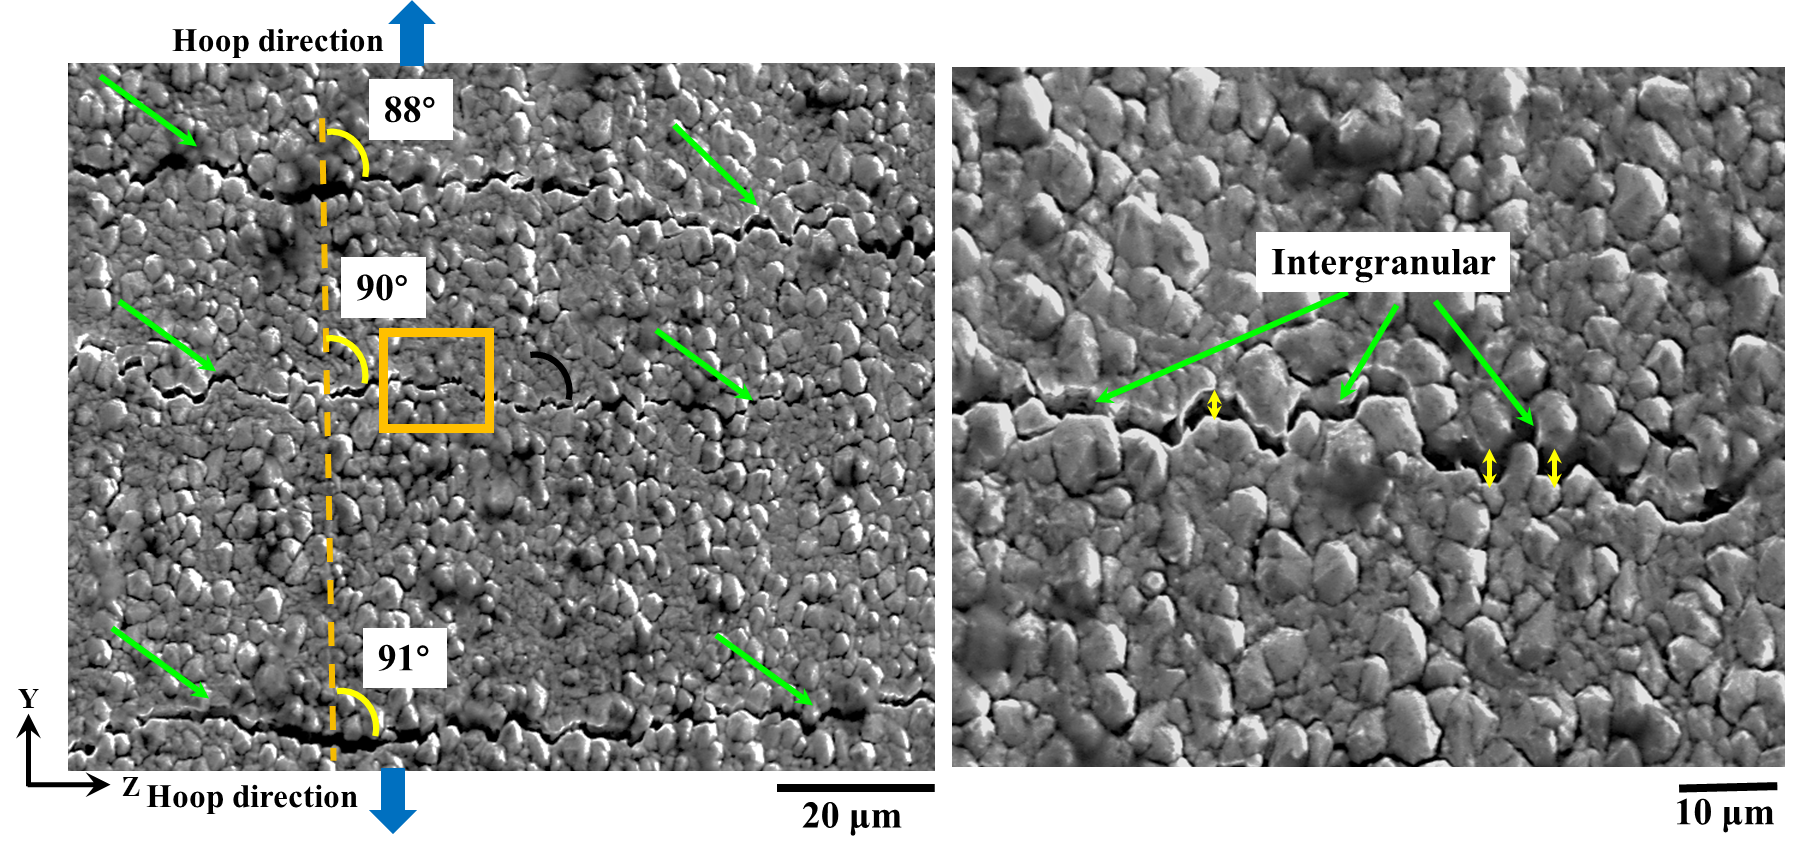 Hoop direction
88°
90°
Intergranular
91°
Y
Z
Hoop direction
20 µm
10 µm